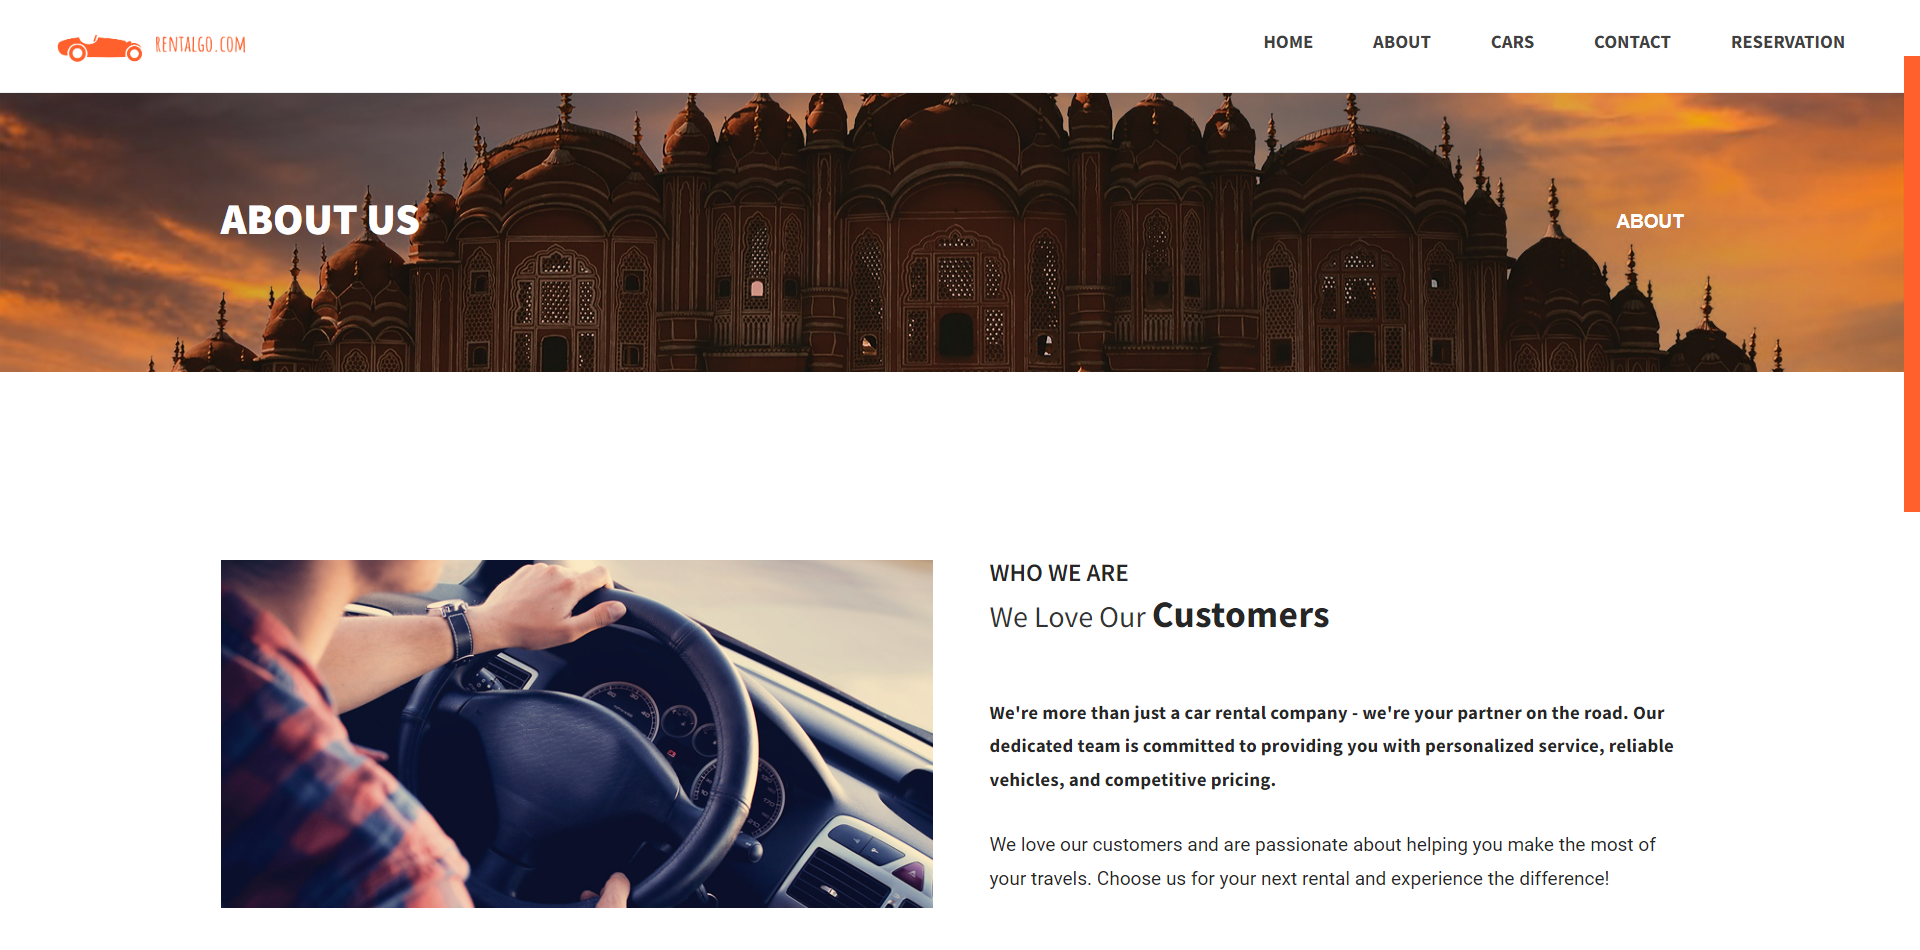 RENTALGO.COM
HOME ABOUT CARS CONTACT RESERVATION
ABOUT US
ABOUT
WHO WE ARE
We Love Our Customers
We're more than just a car rental company - we're your partner on the road. Our
dedicated team is committed to providing you with personalized service, reliable
vehicles, and competitive pricing.
We love our customers and are passionate about helping you make the most of
your travels. Choose us for your next rental and experience the difference!